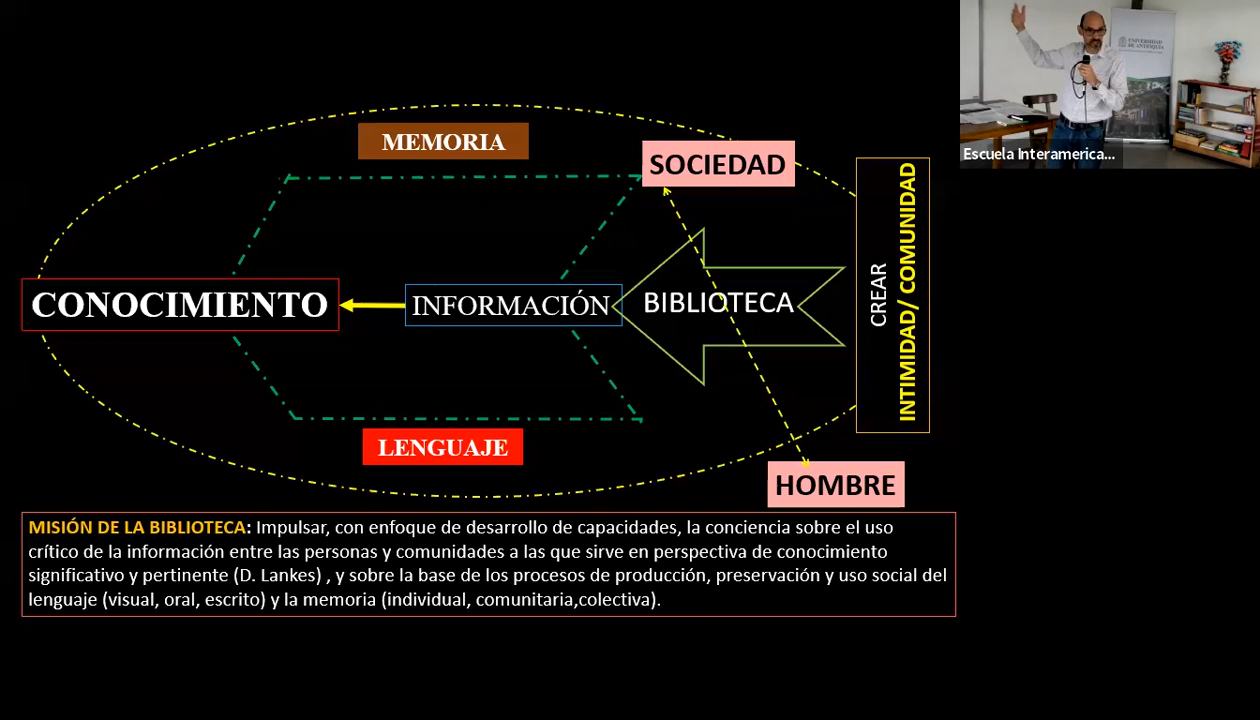 MEMORIA
SOCIEDAD
CONOCIMIENTO
INFORMACIÓN
BIBLIOTECA
CREAR
INTIMIDAD/ COMUNIDAD
LENGUAJE
HOMBRE
MISIÓN DE LA BIBLIOTECA: Impulsar, con enfoque de desarrollo de capacidades, la conciencia sobre el uso
crítico de la información entre las personas y comunidades a las que sirve en perspectiva de conocimiento
significativo y pertinente (D. Lankes) , y sobre la base de los procesos de producción, preservación y uso social del
lenguaje (visual, oral, escrito) y la memoria (individual, comunitaria,colectiva).
UNIVERSIDAD
DE ANTIOQUIA
Escuela Interamerica...